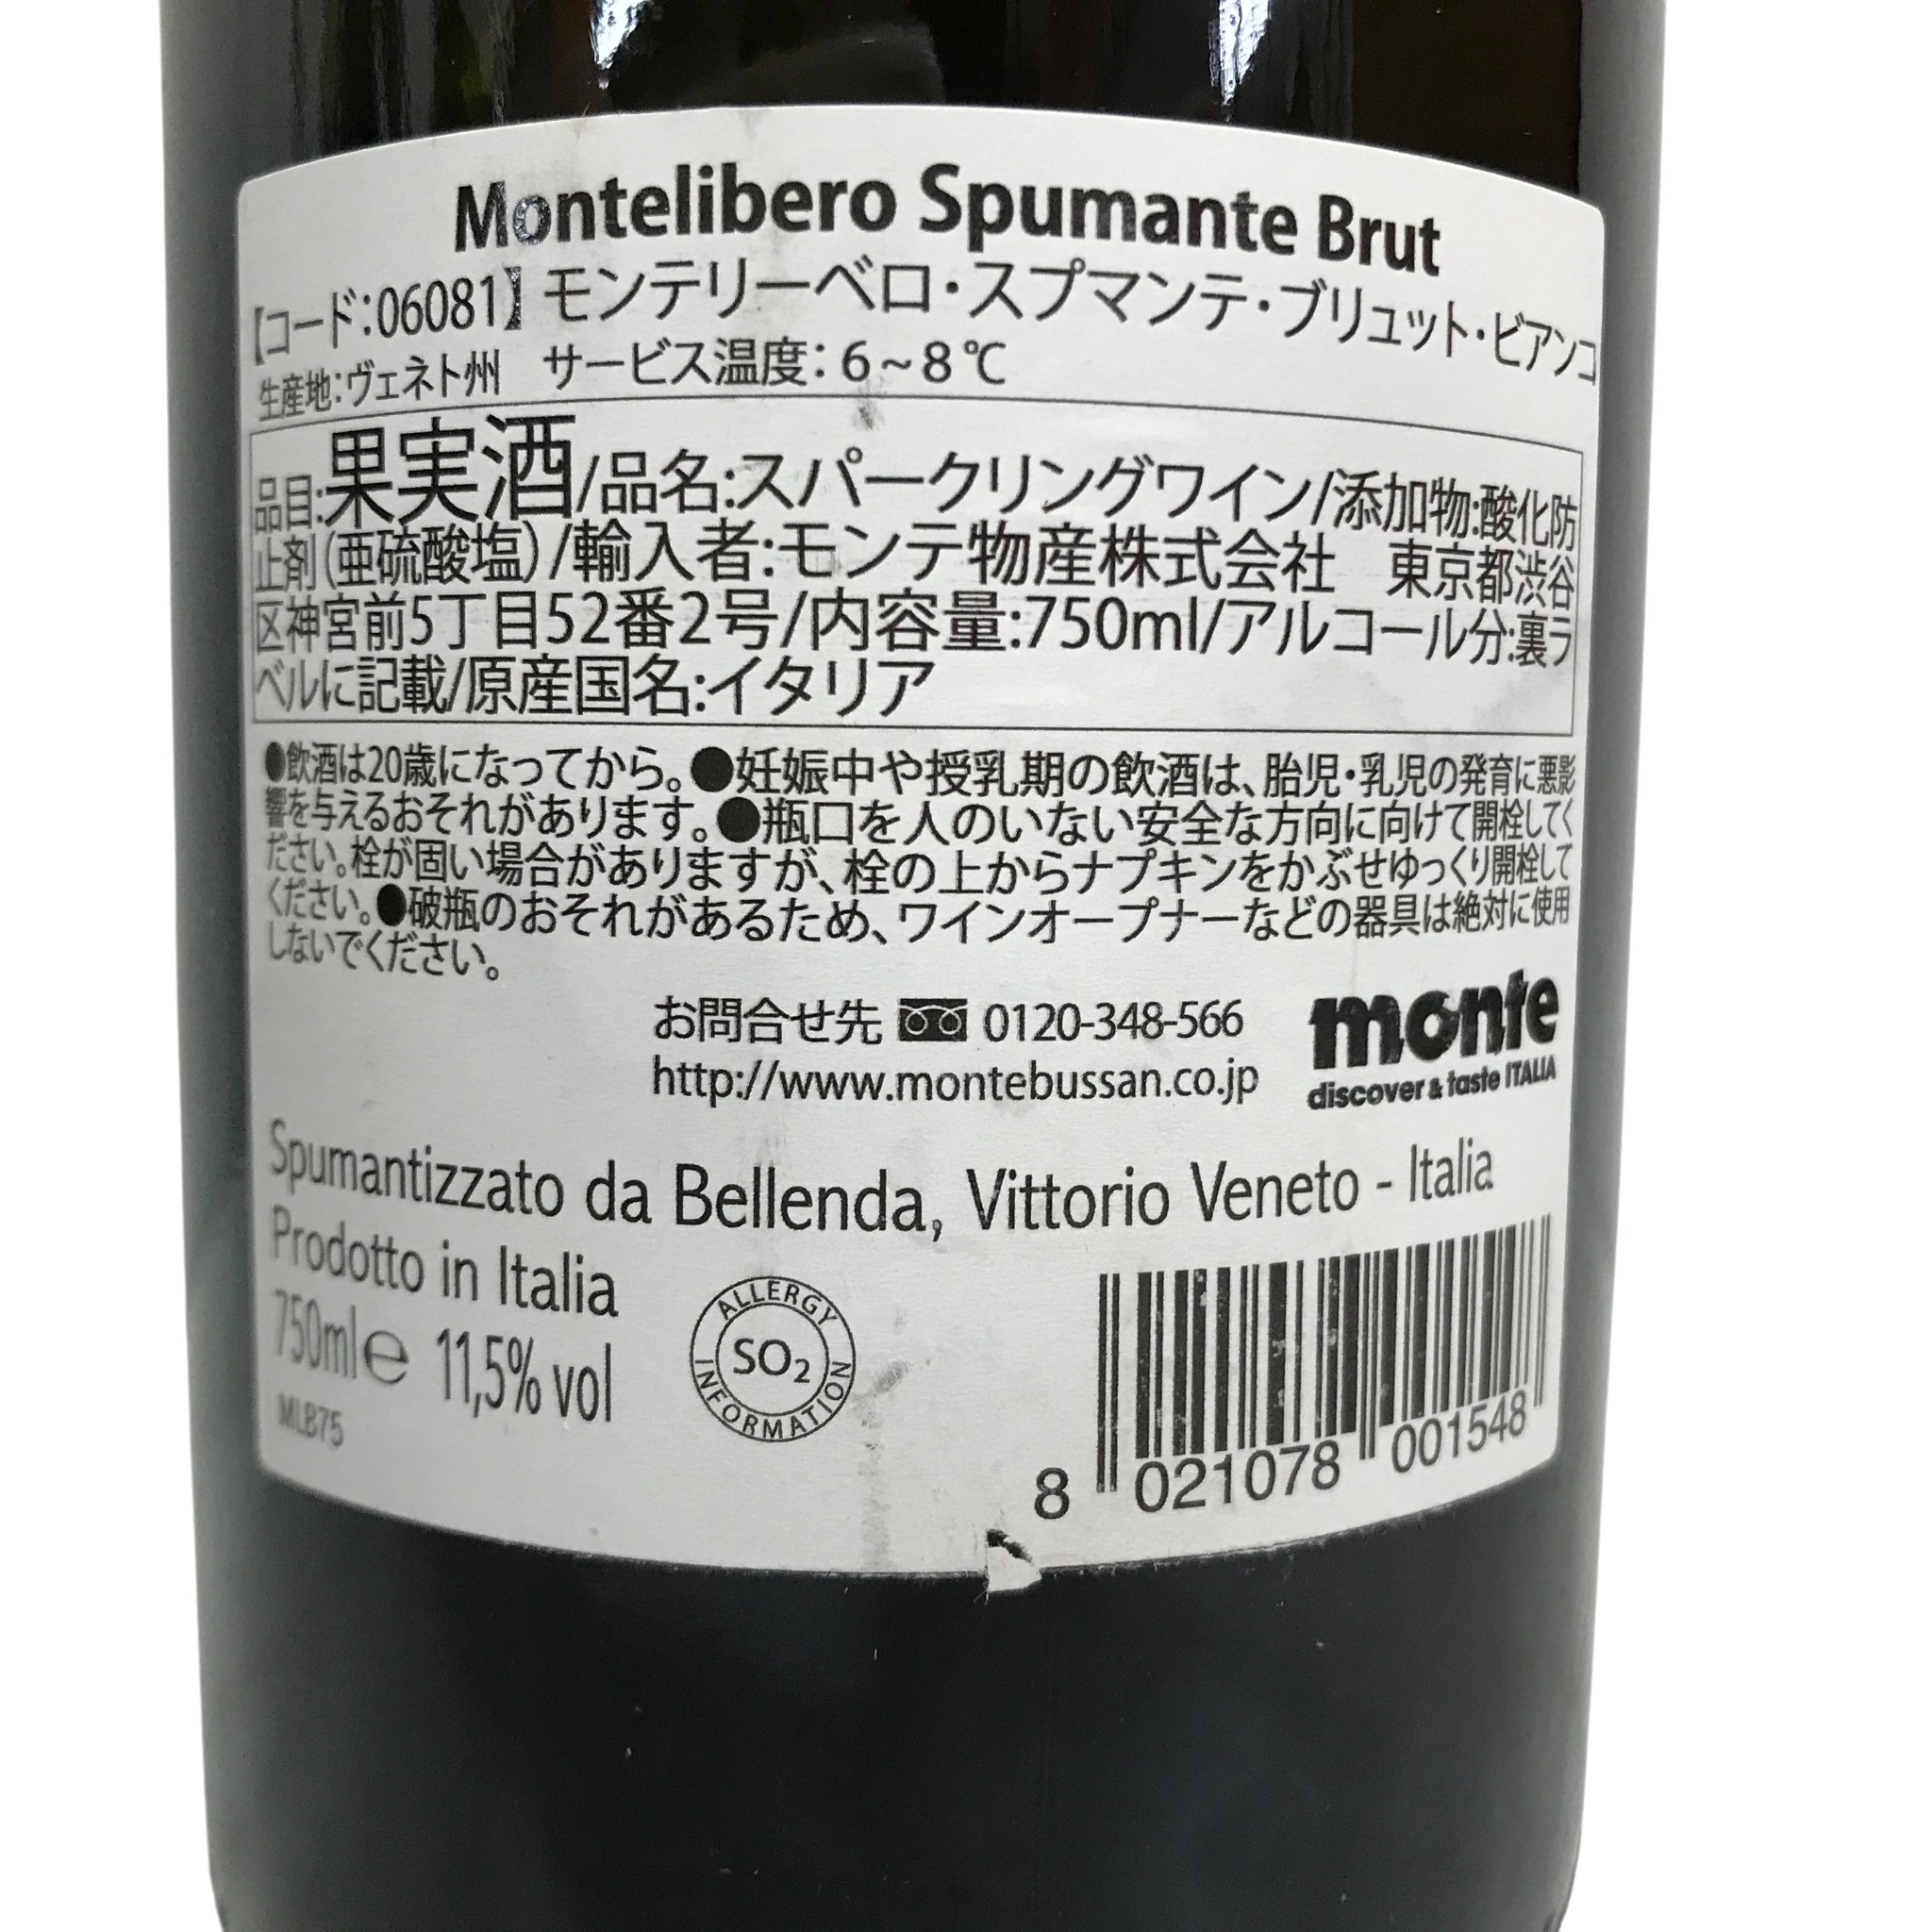 Montelibero Spumante Brut
【コード:06081】モンテリーベロ・スプマンテ・ブリュット・ビアンコ
生産地:ヴェネト州　サービス温度:6~8℃
品目:果実酒/品名:スパークリングワイン/添加物:酸化防
止剤(亜硫酸塩)/輸入者:モンテ物産株式会社　東京都渋谷
区神宮前5丁目52番2号/内容量:750ml/アルコール分:裏ラ
ベルに記載/原産国名:イタリア
●飲酒は20歳になってから。●妊娠中や授乳期の飲酒は、胎児・乳児の発育に悪影
響を与えるおそれがあります。●瓶口を人のいない安全な方向に向けて開栓してく
ださい。栓が固い場合がありますが、栓の上からナプキンをかぶせゆっくり開栓して
ください。●破瓶のおそれがあるため、ワインオープナーなどの器具は絶対に使用
しないでください。
お問合せ先 0120-348-566
http://www.montebussan.co.jp
monte
discover & taste ITALIA
Spumantizzato da Bellenda, Vittorio Veneto - Italia
Prodotto in Italia
750ml℮ 11,5% vol
MLB75
ALLERGY
SO₂
INFORMATION
8 021078 001548